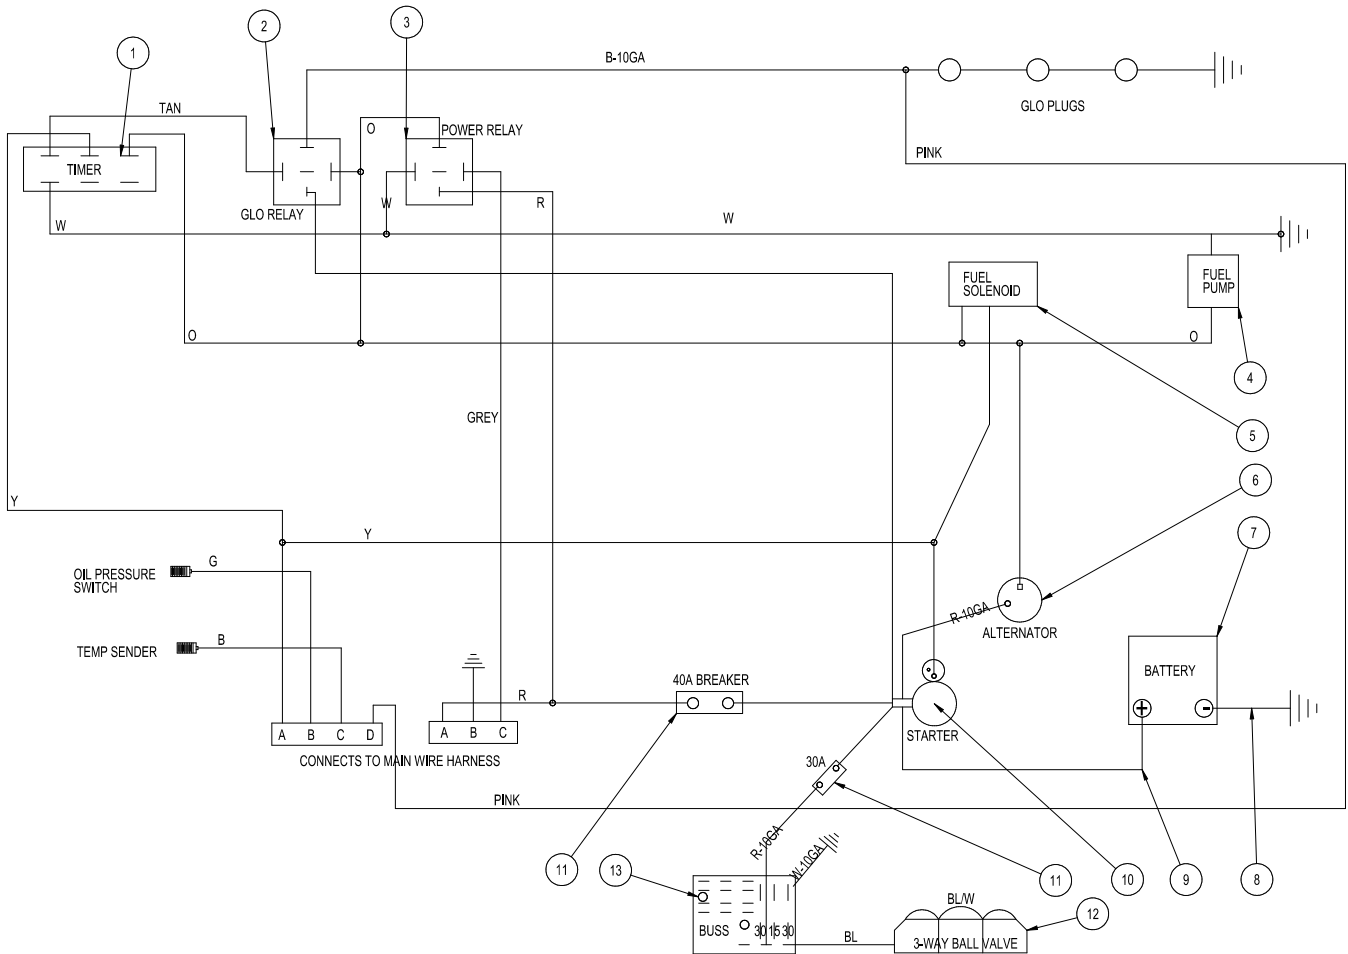 2
3
1
B-10GA
GLO PLUGS
TAN
O
POWER RELAY
PINK
TIMER
GLO RELAY
W
R
W
W
FUEL
SOLENOID
FUEL
PUMP
O
O
4
GREY
5
6
Y
Y
7
G
OIL PRESSURE
SWITCH
R-10GA
ALTERNATOR
B
TEMP SENDER
BATTERY
40A BREAKER
R
+
-
A B C D
A B C
STARTER
CONNECTS TO MAIN WIRE HARNESS
30A
PINK
R-10GA
W-10GA
11
13
11
10
9
8
BL/W
12
BUSS
30 15 30
BL
3-WAY BALL VALVE